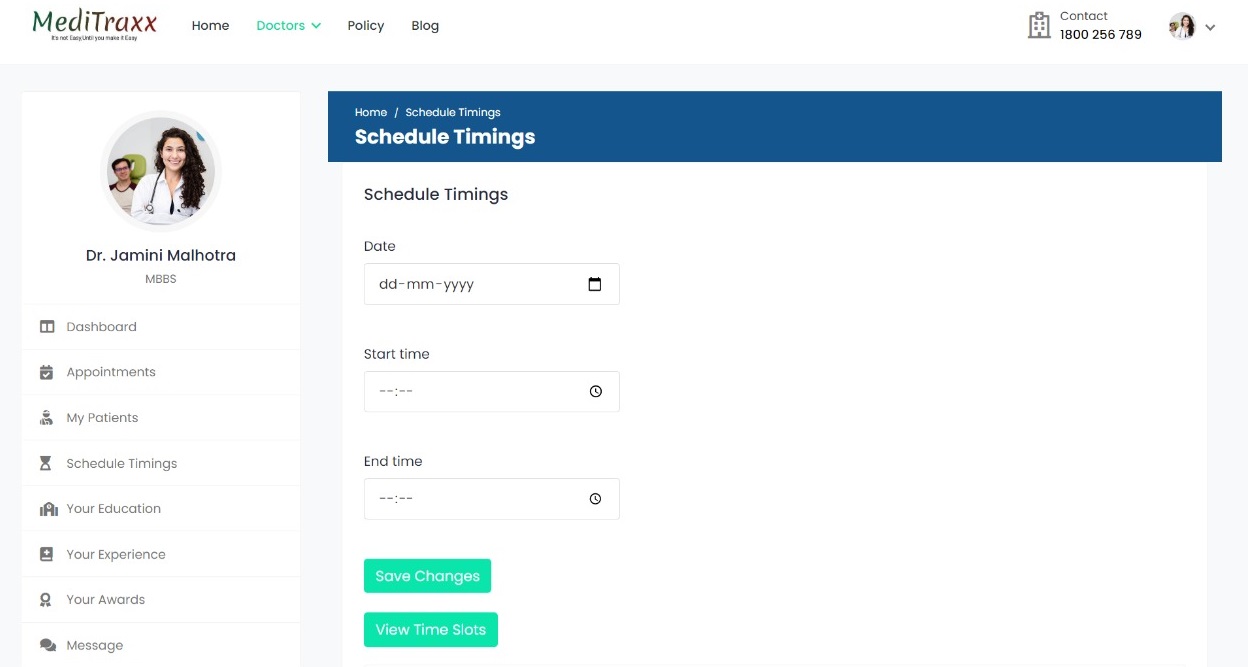 MediTraxx
It's not Easy,Until you make it Easy
Home
Doctors
Policy
Blog
Contact
1800 256 789
Dr. Jamini Malhotra
MBBS
Dashboard
Appointments
My Patients
Schedule Timings
Your Education
Your Experience
Your Awards
Message
Home / Schedule Timings
Schedule Timings
Schedule Timings
Date
dd-mm-yyyy
Start time
--:--
End time
--:--
Save Changes
View Time Slots